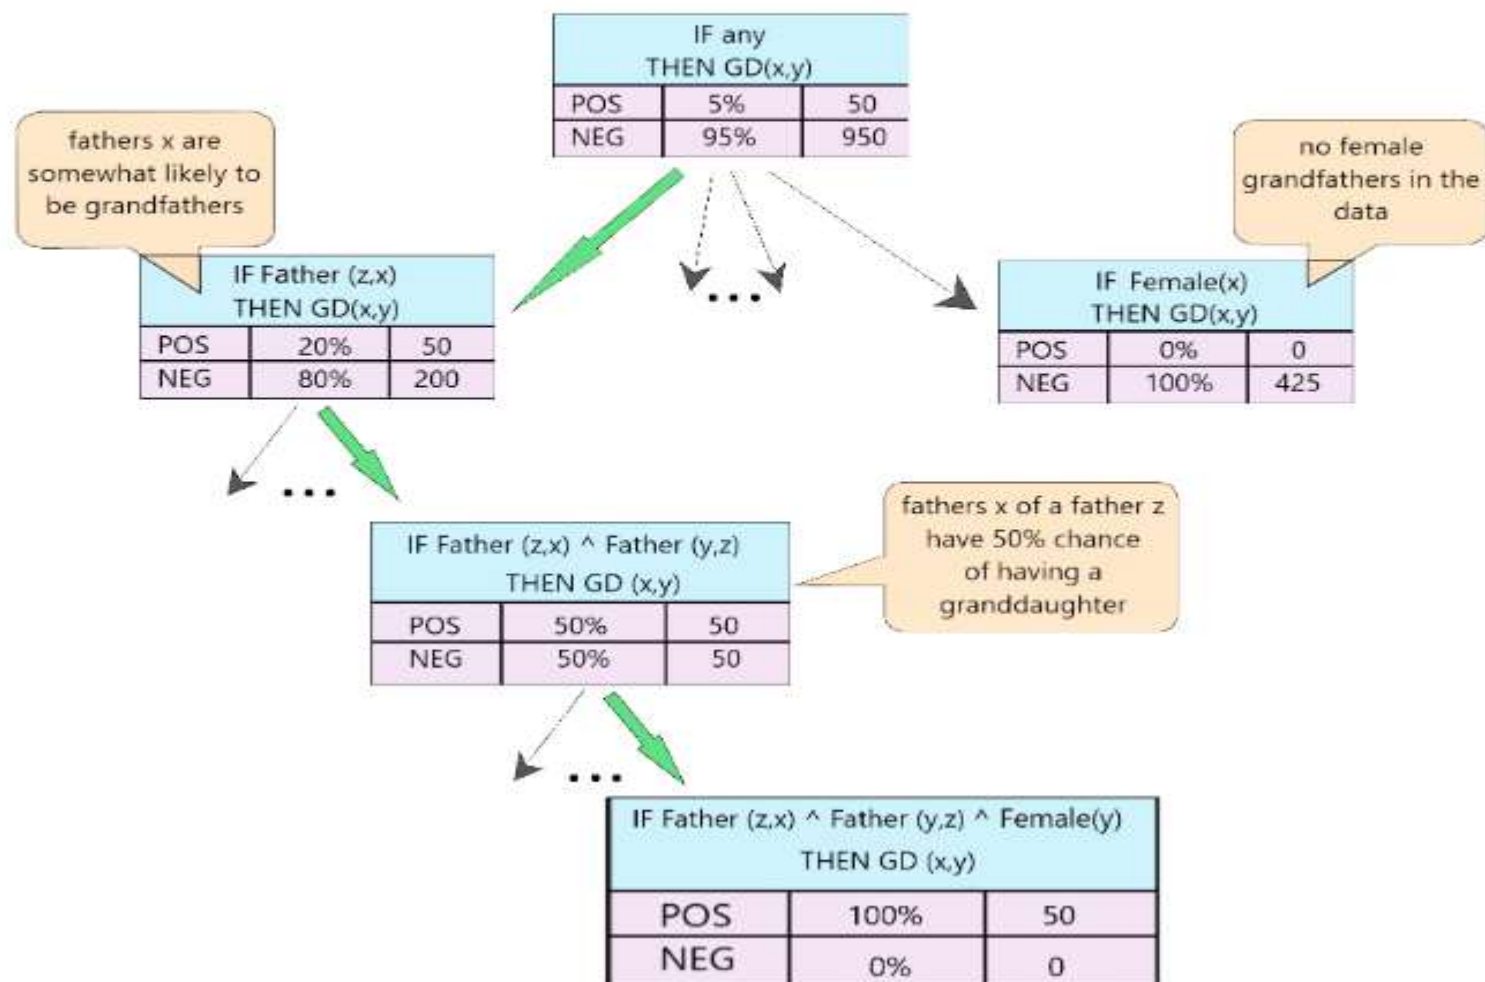 IF any
THEN GD(x,y)
POS 5% 50
NEG 95% 950
fathers x are
somewhat likely to
be grandfathers
no female
grandfathers in the
data
IF Father (z,x)
THEN GD(x,y)
POS 20% 50
NEG 80% 200
...
IF Female(x)
THEN GD(x,y)
POS 0% 0
NEG 100% 425
...
IF Father (z,x) ^ Father (y,z)
THEN GD (x,y)
POS 50% 50
NEG 50% 50
fathers x of a father z
have 50% chance
of having a
granddaughter
...
IF Father (z,x) ^ Father (y,z) ^ Female(y)
THEN GD (x,y)
POS 100% 50
NEG 0% 0